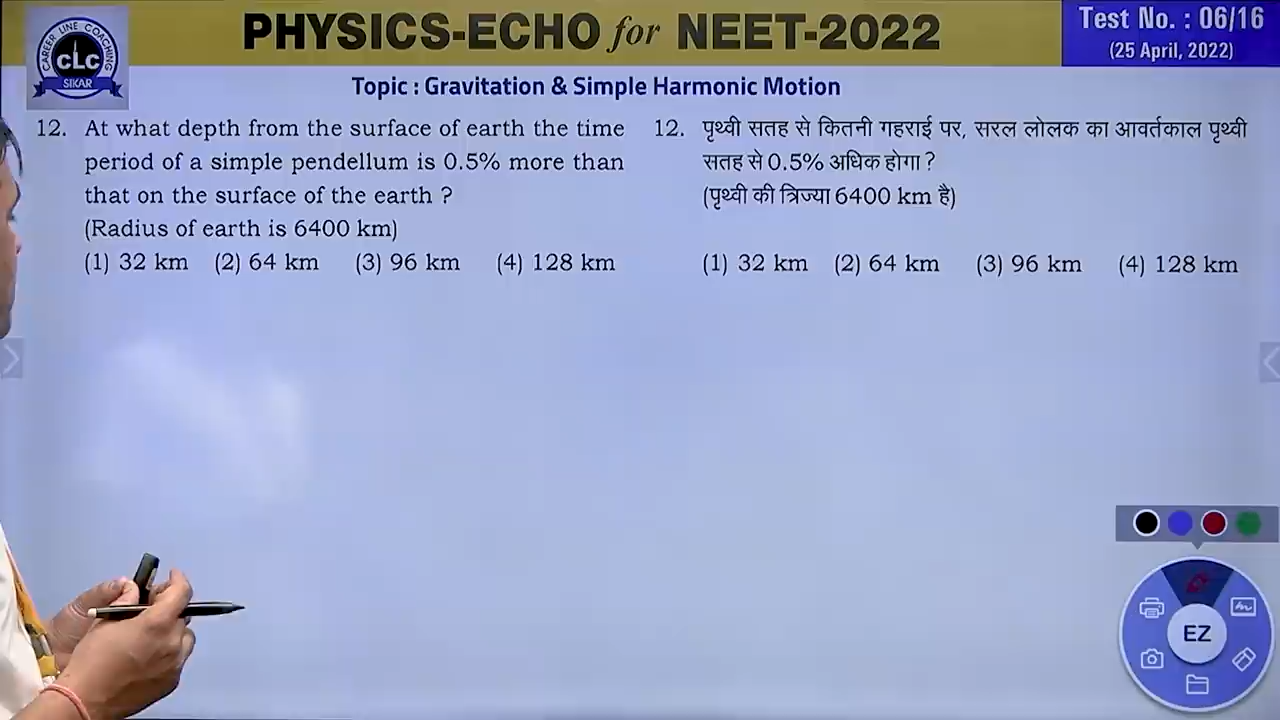 CAREER LINE COACHING
CLC
SIKAR
PHYSICS-ECHO for NEET-2022
Test No. : 06/16
(25 April, 2022)
Topic : Gravitation & Simple Harmonic Motion
12. At what depth from the surface of earth the time
period of a simple pendellum is 0.5% more than
that on the surface of the earth ?
(Radius of earth is 6400 km)
(1) 32 km (2) 64 km (3) 96 km (4) 128 km
12. पृथ्वी सतह से कितनी गहराई पर, सरल लोलक का आवर्तकाल पृथ्वी
सतह से 0.5% अधिक होगा ?
(पृथ्वी की त्रिज्या 6400 km है)
(1) 32 km (2) 64 km (3) 96 km (4) 128 km
EZ